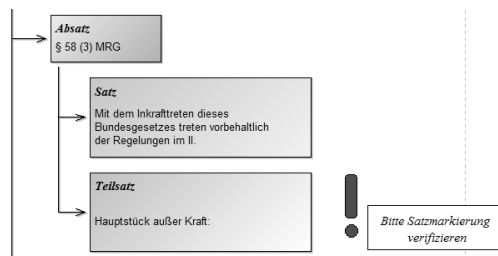 Absatz
§ 58 (3) MRG
Satz
Mit dem Inkrafttreten dieses
Bundesgesetzes treten vorbehaltlich
der Regelungen im II.
Teilsatz
Hauptstück außer Kraft:
Bitte Satzmarkierung
verifizieren